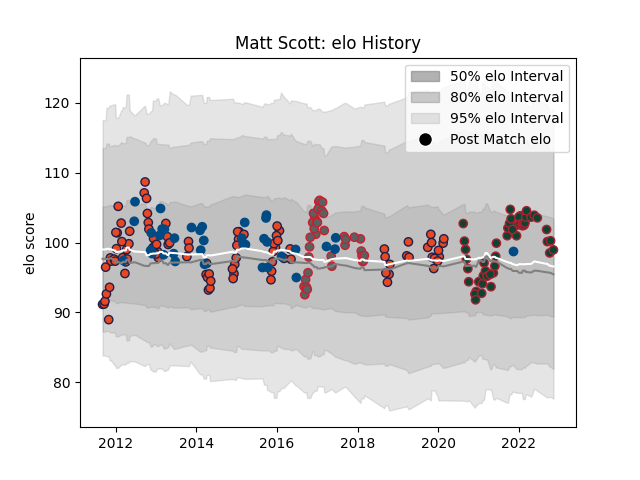 Matt Scott: elo History
50% elo Interval
80% elo Interval
95% elo Interval
Post Match elo
elo score
120
110
100
90
80
2012 2014 2016 2018 2020 2022